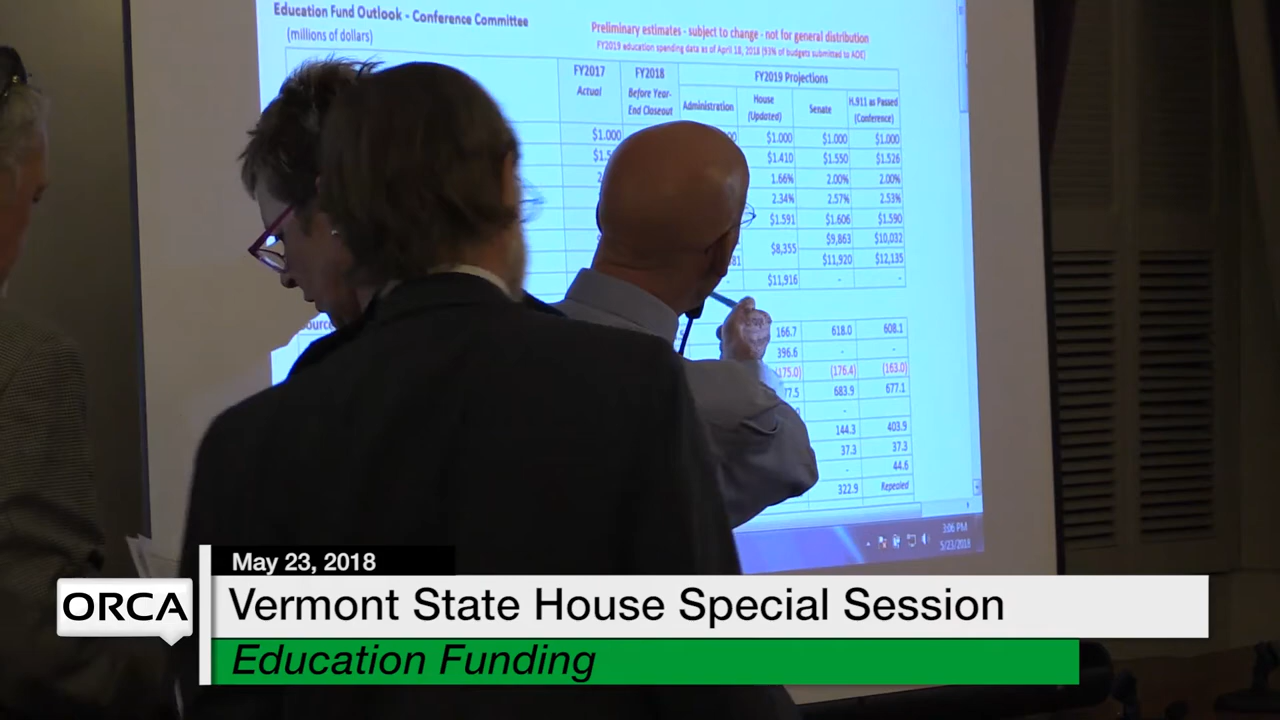 Education Fund Outlook - Conference Committee
(millions of dollars)
Preliminary estimates - subject to change - not for general distribution
FY2019 education spending data as of April 18, 2018 (93% of budgets submitted to AOE)
FY2017 FY2018 FY2019 Projections
Actual Before Year-End Closeout Administration House (Updated) Senate H.911 as Passed (Conference)
$1.000 $1.000 $1.000 $1.000
$1.410 $1.550 $1.526
1.66% 2.00% 2.00%
2.34% 2.57% 2.53%
$1.591 $1.606 $1.590
$8,355 $9,863 $10,032
$11,920 $12,135
- $11,916 - -
166.7 618.0 608.1
396.6 - -
(175.0) (176.4) (163.0)
77.5 683.9 677.1
-
144.3 403.9
37.3 37.3
- 44.6
322.9 Repealed
3:06 PM
5/23/2018
May 23, 2018
ORCA
Vermont State House Special Session
Education Funding